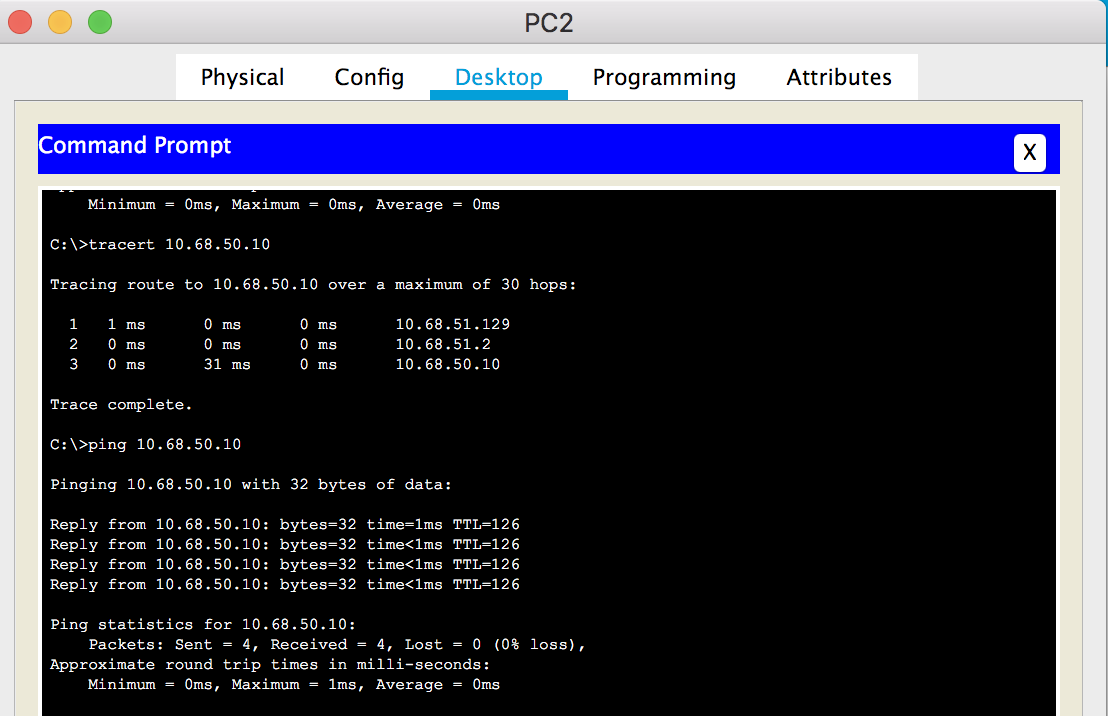 PC2
Physical Config Desktop Programming Attributes
Command Prompt
X
Minimum = 0ms, Maximum = 0ms, Average = 0ms
C:\>tracert 10.68.50.10
Tracing route to 10.68.50.10 over a maximum of 30 hops:
1 1 ms 0 ms 0 ms 10.68.51.129
2 0 ms 0 ms 0 ms 10.68.51.2
3 0 ms 31 ms 0 ms 10.68.50.10
Trace complete.
C:\>ping 10.68.50.10
Pinging 10.68.50.10 with 32 bytes of data:
Reply from 10.68.50.10: bytes=32 time=1ms TTL=126
Reply from 10.68.50.10: bytes=32 time<1ms TTL=126
Reply from 10.68.50.10: bytes=32 time<1ms TTL=126
Reply from 10.68.50.10: bytes=32 time<1ms TTL=126
Ping statistics for 10.68.50.10:
Packets: Sent = 4, Received = 4, Lost = 0 (0% loss),
Approximate round trip times in milli-seconds:
Minimum = 0ms, Maximum = 1ms, Average = 0ms